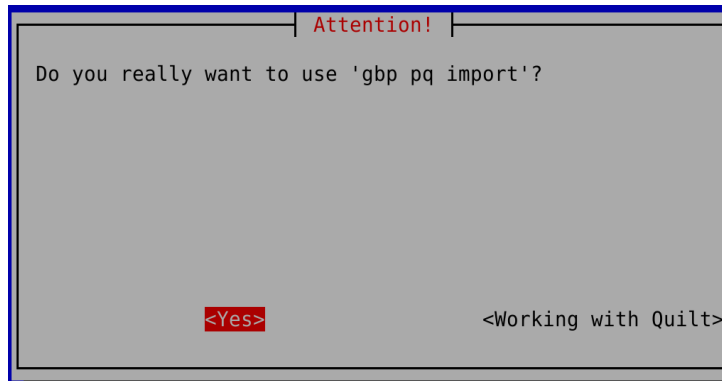 Attention!
Do you really want to use 'gbp pq import'?
<Yes> <Working with Quilt>